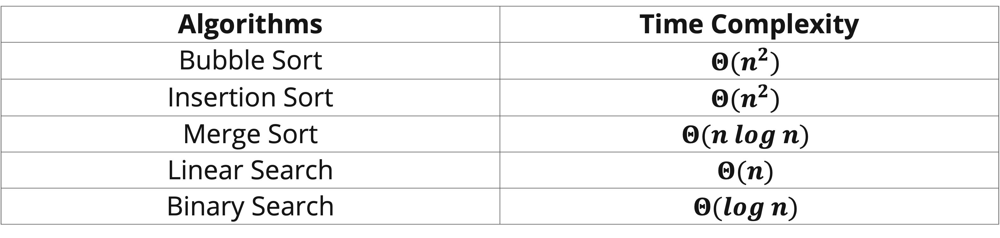 Algorithms Time Complexity
Bubble Sort Θ(n²)
Insertion Sort Θ(n²)
Merge Sort Θ(n log n)
Linear Search Θ(n)
Binary Search Θ(log n)